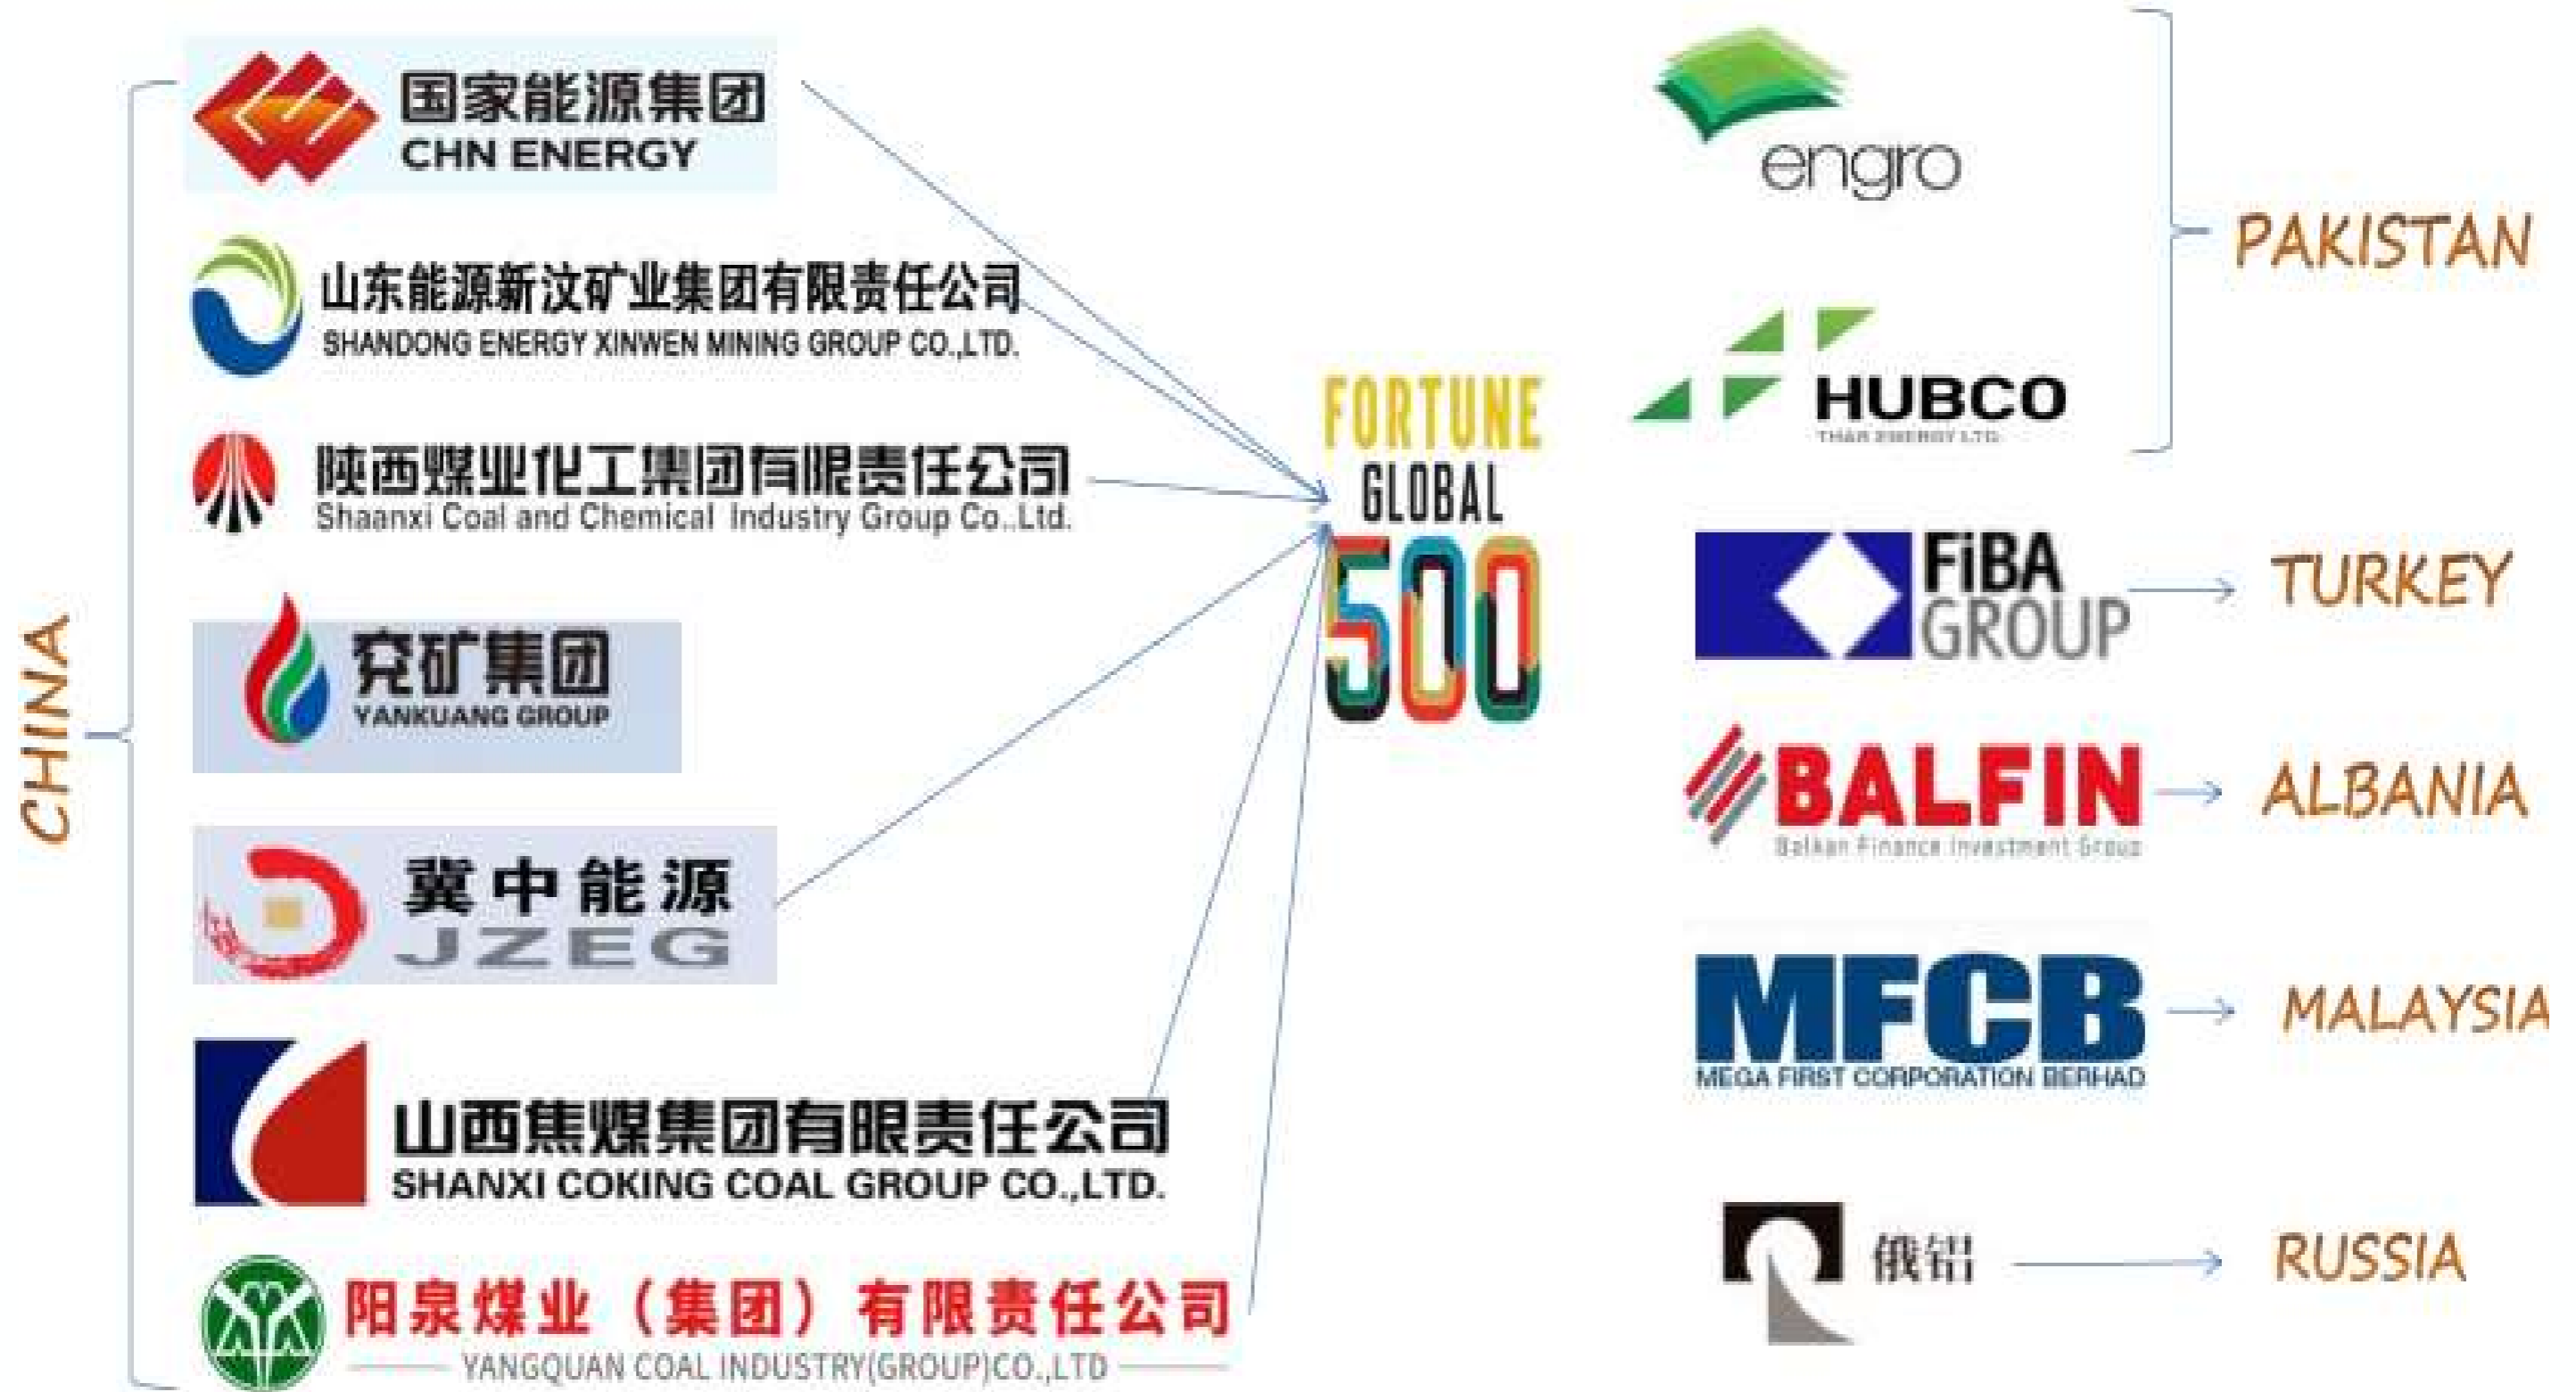 CHINA
国家能源集团
CHN ENERGY
山东能源新汶矿业集团有限责任公司
SHANDONG ENERGY XINWEN MINING GROUP CO.,LTD.
陕西煤业化工集团有限责任公司
Shaanxi Coal and Chemical Industry Group Co.,Ltd.
兖矿集团
YANKUANG GROUP
冀中能源
JZEG
山西焦煤集团有限责任公司
SHANXI COKING COAL GROUP CO.,LTD.
阳泉煤业（集团）有限责任公司
YANGQUAN COAL INDUSTRY(GROUP)CO.,LTD
FORTUNE
GLOBAL
500
engro
HUBCO
THAR ENERGY LTD.
PAKISTAN
FiBA
GROUP
TURKEY
BALFIN
Balkan Finance Investment Group
ALBANIA
MFCB
MEGA FIRST CORPORATION BERHAD
MALAYSIA
俄铝
RUSSIA